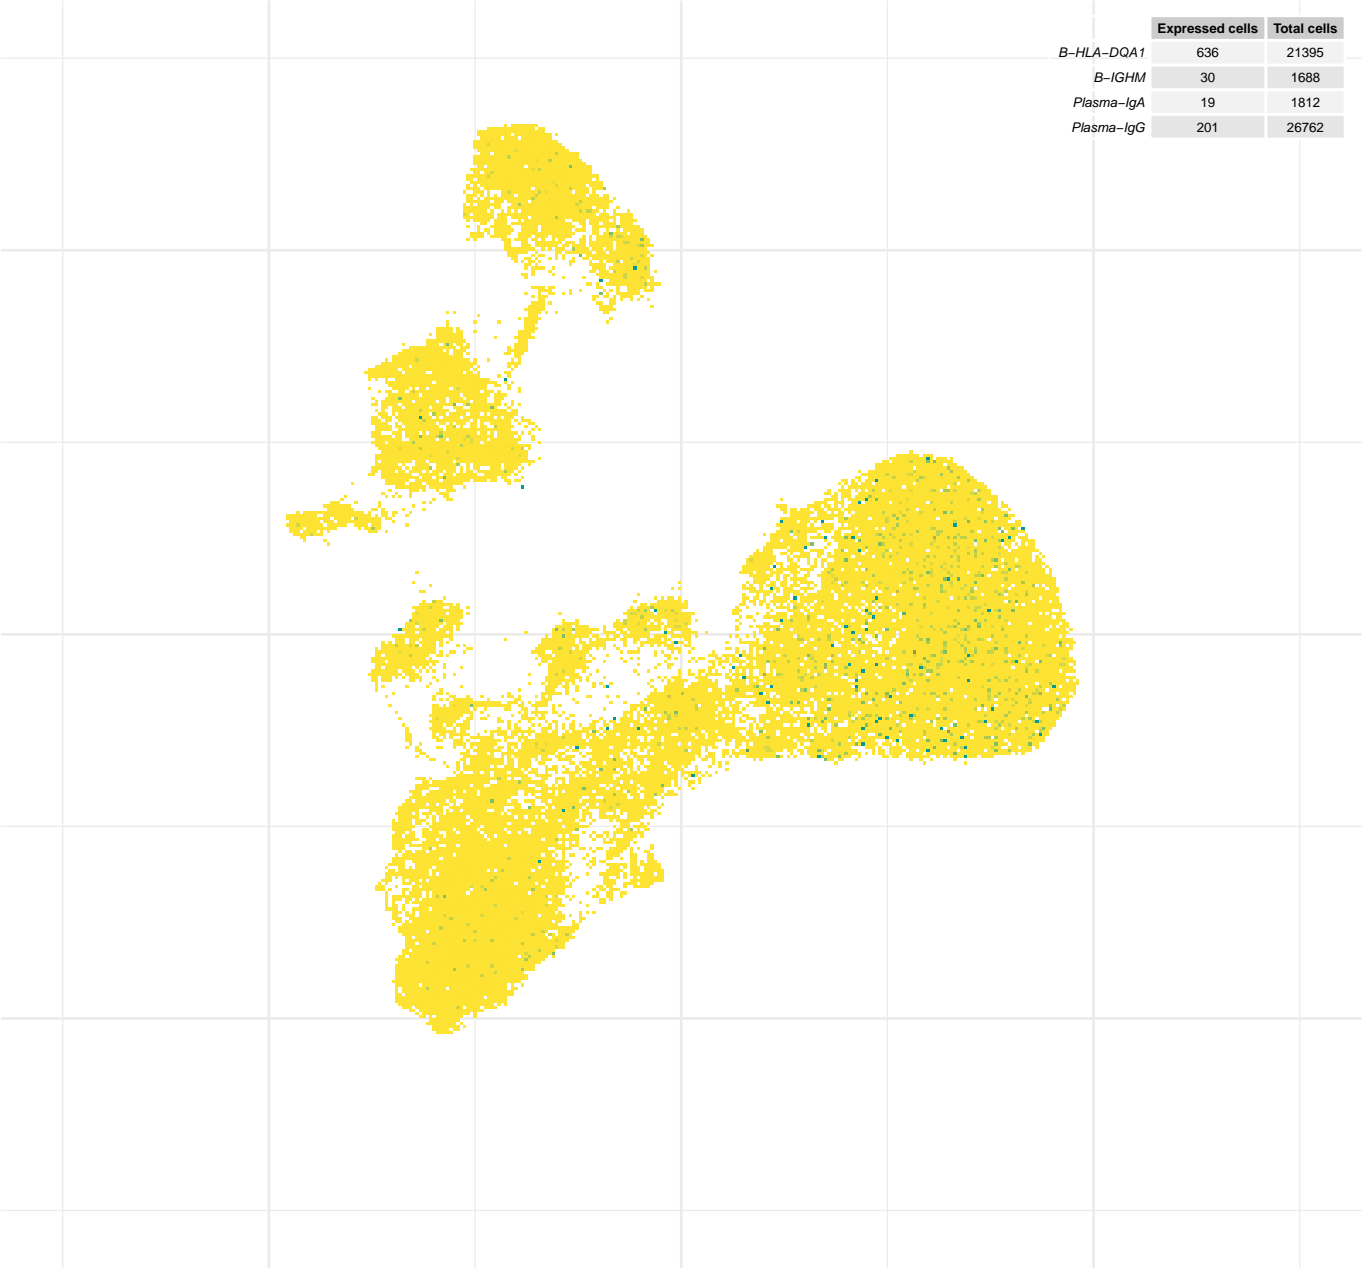 Expressed cells Total cells
B−HLA−DQA1 636 21395
B−IGHM 30 1688
Plasma−IgA 19 1812
Plasma−IgG 201 26762